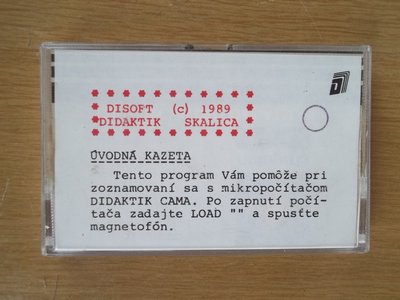 DISOFT (c) 1989
DIDAKTIK SKALICA
ÚVODNÁ KAZETA
Tento program Vám pomôže pri
zoznamovaní sa s mikropočítačom
DIDAKTIK GAMA. Po zapnutí počí-
tača zadajte LOAD "" a spusťte
magnetofón.